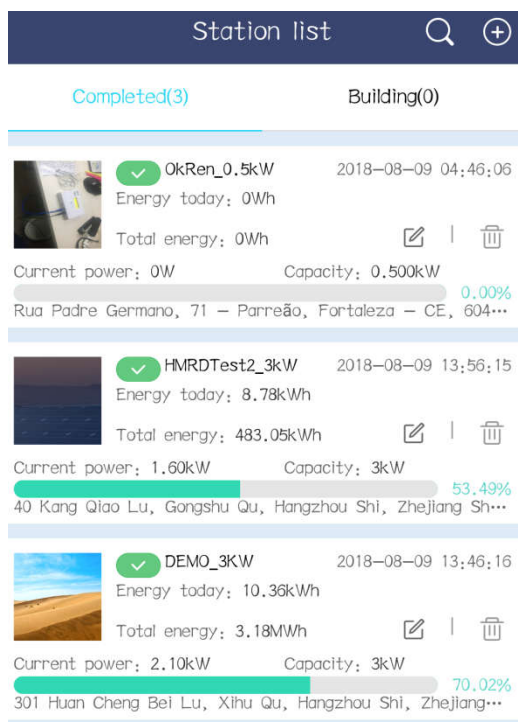 Station list
Completed(3) Building(0)
OkRen_0.5kW 2018-08-09 04:46:06
Energy today: 0Wh
Total energy: 0Wh
Current power: 0W Capacity: 0.500kW
0.00%
Rua Padre Germano, 71 – Parreão, Fortaleza – CE, 604···
HMRDTest2_3kW 2018-08-09 13:56:15
Energy today: 8.78kWh
Total energy: 483.05kWh
Current power: 1.60kW Capacity: 3kW
53.49%
40 Kang Qiao Lu, Gongshu Qu, Hangzhou Shi, Zhejiang Sh···
DEMO_3KW 2018-08-09 13:46:16
Energy today: 10.36kWh
Total energy: 3.18MWh
Current power: 2.10kW Capacity: 3kW
70.02%
301 Huan Cheng Bei Lu, Xihu Qu, Hangzhou Shi, Zhejiang···